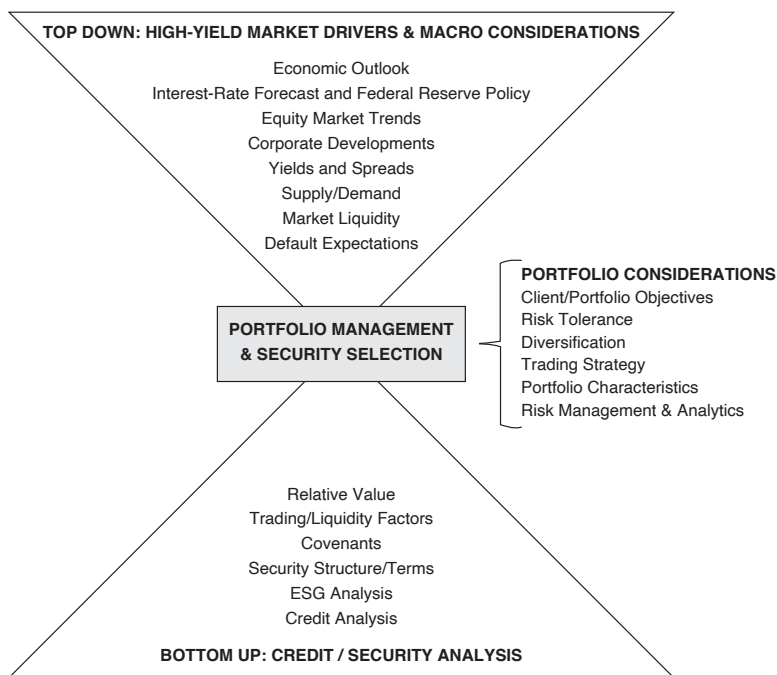 TOP DOWN: HIGH-YIELD MARKET DRIVERS & MACRO CONSIDERATIONS
Economic Outlook
Interest-Rate Forecast and Federal Reserve Policy
Equity Market Trends
Corporate Developments
Yields and Spreads
Supply/Demand
Market Liquidity
Default Expectations
PORTFOLIO MANAGEMENT
& SECURITY SELECTION
PORTFOLIO CONSIDERATIONS
Client/Portfolio Objectives
Risk Tolerance
Diversification
Trading Strategy
Portfolio Characteristics
Risk Management & Analytics
Relative Value
Trading/Liquidity Factors
Covenants
Security Structure/Terms
ESG Analysis
Credit Analysis
BOTTOM UP: CREDIT / SECURITY ANALYSIS